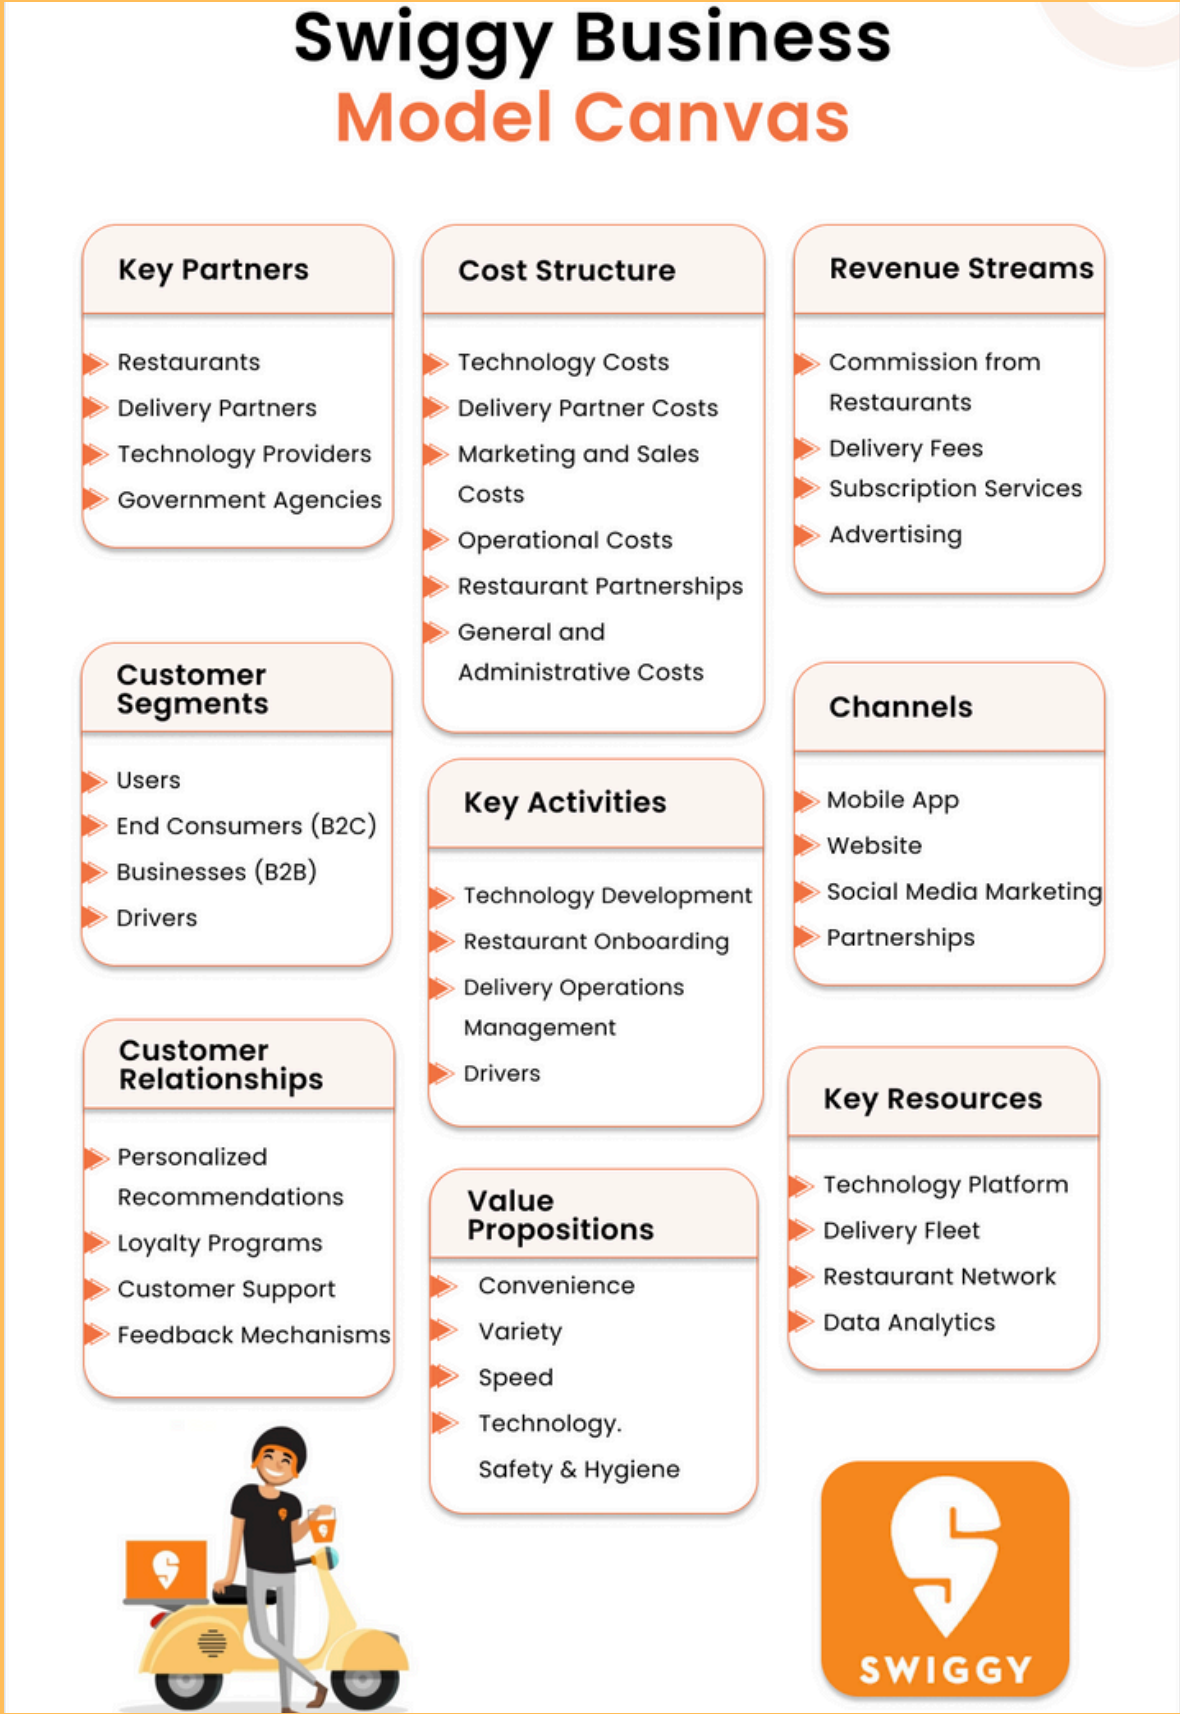 Swiggy Business
Model Canvas
Key Partners
Restaurants
Delivery Partners
Technology Providers
Government Agencies
Cost Structure
Technology Costs
Delivery Partner Costs
Marketing and Sales
Costs
Operational Costs
Restaurant Partnerships
General and
Administrative Costs
Revenue Streams
Commission from
Restaurants
Delivery Fees
Subscription Services
Advertising
Customer
Segments
Users
End Consumers (B2C)
Businesses (B2B)
Drivers
Key Activities
Technology Development
Restaurant Onboarding
Delivery Operations
Management
Drivers
Channels
Mobile App
Website
Social Media Marketing
Partnerships
Customer
Relationships
Personalized
Recommendations
Loyalty Programs
Customer Support
Feedback Mechanisms
Value
Propositions
Convenience
Variety
Speed
Technology.
Safety & Hygiene
Key Resources
Technology Platform
Delivery Fleet
Restaurant Network
Data Analytics
SWIGGY